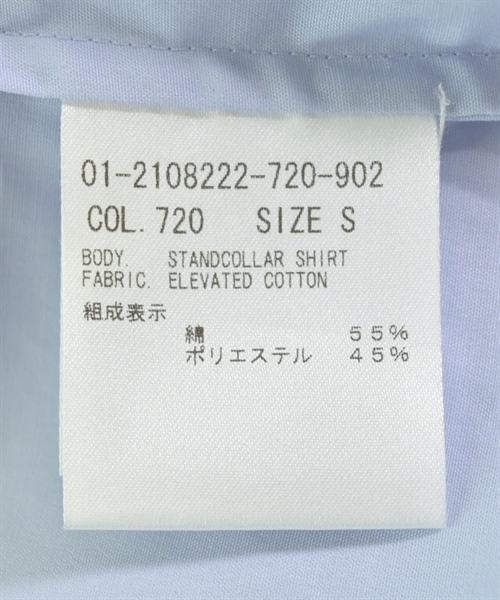 01-2108222-720-902
COL. 720 SIZE S
BODY. STANDCOLLAR SHIRT
FABRIC. ELEVATED COTTON
組成表示
綿 55%
ポリエステル 45%